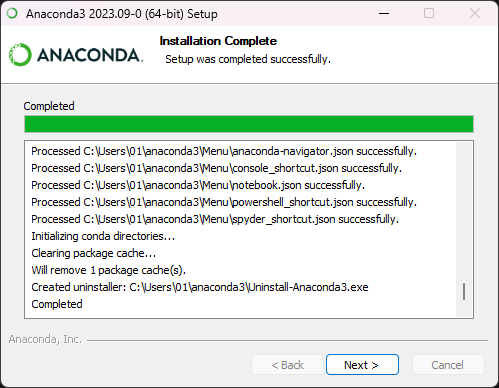 Anaconda3 2023.09-0 (64-bit) Setup
ANACONDA.
Installation Complete
Setup was completed successfully.
Completed
Processed C:\Users\01\anaconda3\Menu\anaconda-navigator.json successfully.
Processed C:\Users\01\anaconda3\Menu\console_shortcut.json successfully.
Processed C:\Users\01\anaconda3\Menu\notebook.json successfully.
Processed C:\Users\01\anaconda3\Menu\powershell_shortcut.json successfully.
Processed C:\Users\01\anaconda3\Menu\spyder_shortcut.json successfully.
Initializing conda directories...
Clearing package cache...
Will remove 1 package cache(s).
Created uninstaller: C:\Users\01\anaconda3\Uninstall-Anaconda3.exe
Completed
Anaconda, Inc.
< Back
Next >
Cancel